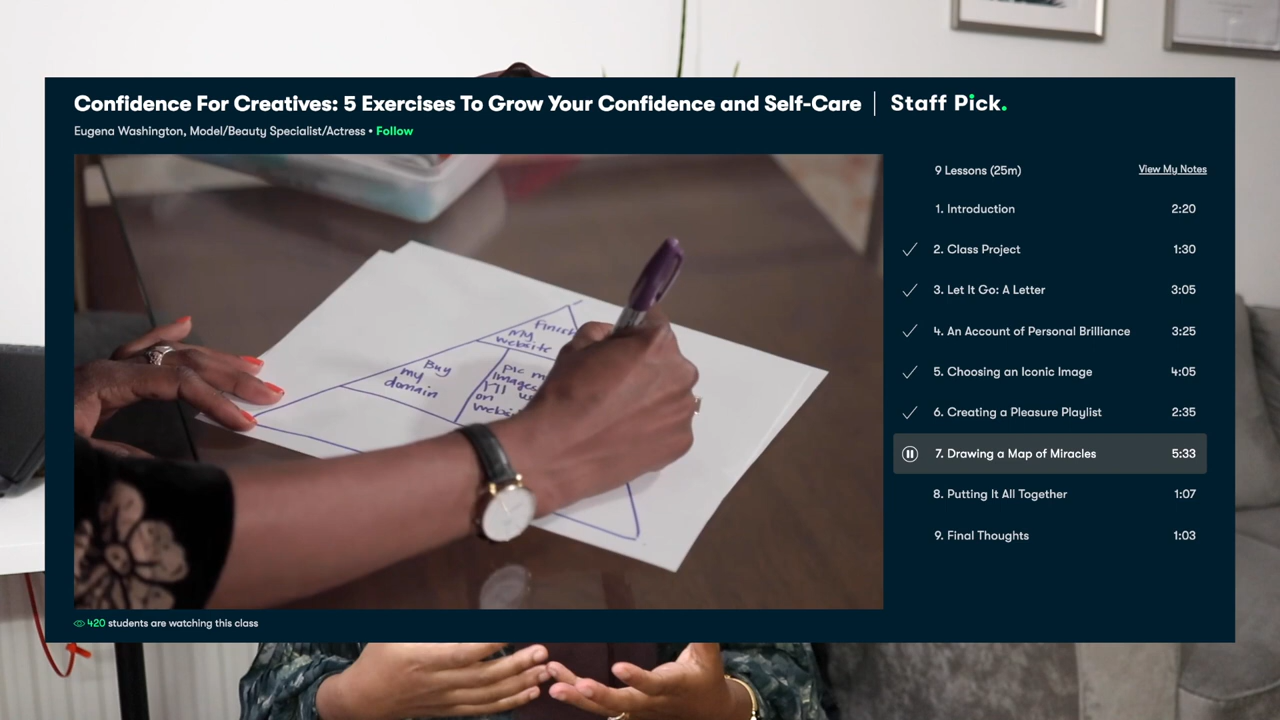 Confidence For Creatives: 5 Exercises To Grow Your Confidence and Self-Care | Staff Pick.
Eugena Washington, Model/Beauty Specialist/Actress • Follow
Finish
My
website
Buy
my
domain
Pic
Images
on
9 Lessons (25m) View My Notes
1. Introduction 2:20
2. Class Project 1:30
3. Let It Go: A Letter 3:05
4. An Account of Personal Brilliance 3:25
5. Choosing an Iconic Image 4:05
6. Creating a Pleasure Playlist 2:35
7. Drawing a Map of Miracles 5:33
8. Putting It All Together 1:07
9. Final Thoughts 1:03
420 students are watching this class